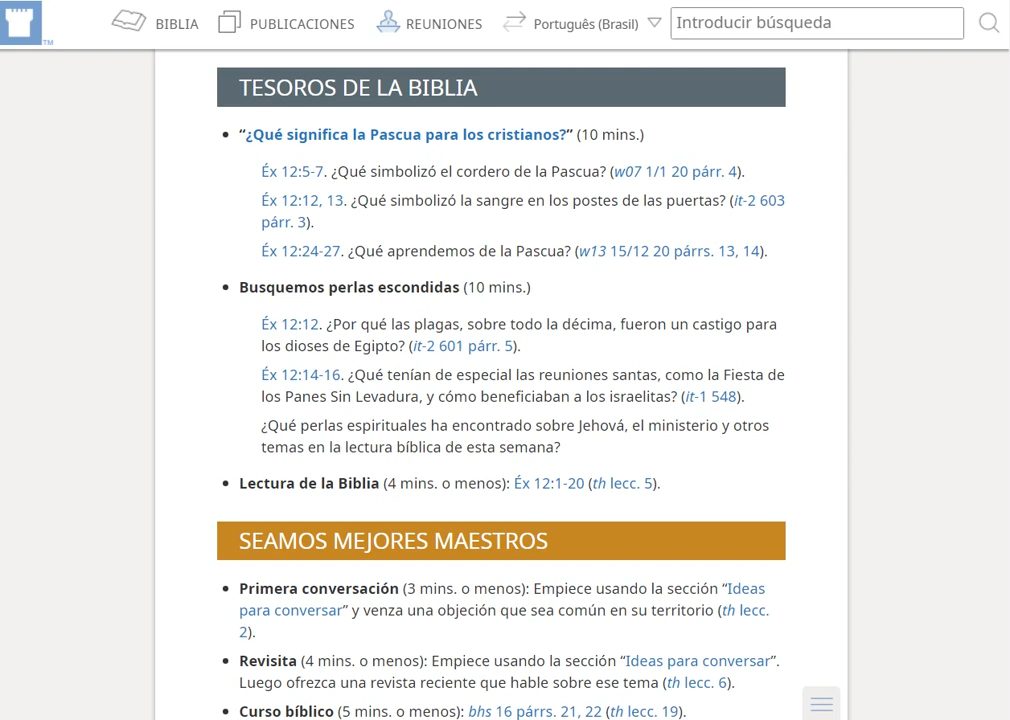 BIBLIA PUBLICACIONES REUNIONES Português (Brasil) Introducir búsqueda
TM
TESOROS DE LA BIBLIA
• “¿Qué significa la Pascua para los cristianos?” (10 mins.)
Éx 12:5-7. ¿Qué simbolizó el cordero de la Pascua? (w07 1/1 20 párr. 4).
Éx 12:12, 13. ¿Qué simbolizó la sangre en los postes de las puertas? (it-2 603
párr. 3).
Éx 12:24-27. ¿Qué aprendemos de la Pascua? (w13 15/12 20 párrs. 13, 14).
• Busquemos perlas escondidas (10 mins.)
Éx 12:12. ¿Por qué las plagas, sobre todo la décima, fueron un castigo para
los dioses de Egipto? (it-2 601 párr. 5).
Éx 12:14-16. ¿Qué tenían de especial las reuniones santas, como la Fiesta de
los Panes Sin Levadura, y cómo beneficiaban a los israelitas? (it-1 548).
¿Qué perlas espirituales ha encontrado sobre Jehová, el ministerio y otros
temas en la lectura bíblica de esta semana?
• Lectura de la Biblia (4 mins. o menos): Éx 12:1-20 (th lecc. 5).
SEAMOS MEJORES MAESTROS
• Primera conversación (3 mins. o menos): Empiece usando la sección “Ideas
para conversar” y venza una objeción que sea común en su territorio (th lecc.
2).
• Revisita (4 mins. o menos): Empiece usando la sección “Ideas para conversar”.
Luego ofrezca una revista reciente que hable sobre ese tema (th lecc. 6).
• Curso bíblico (5 mins. o menos): bhs 16 párrs. 21, 22 (th lecc. 19).